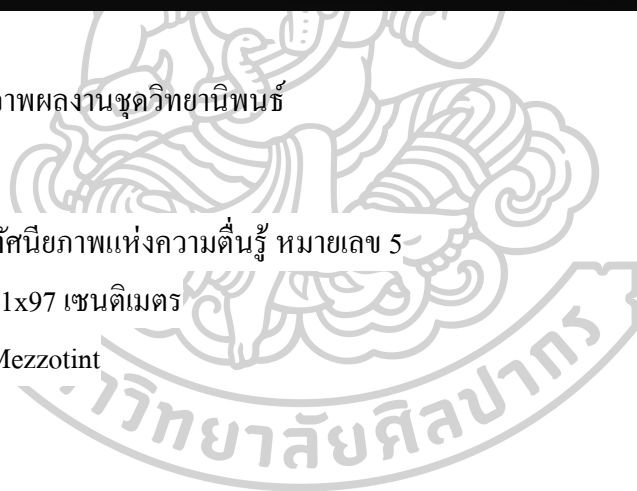 าพผลงานชุดวิทยานิพนธ์
ทัศนียภาพแห่งความตื่นรู้ หมายเลข 5
1x97 เซนติเมตร
Mezzotint
าวิทยาลัยศิลปากร